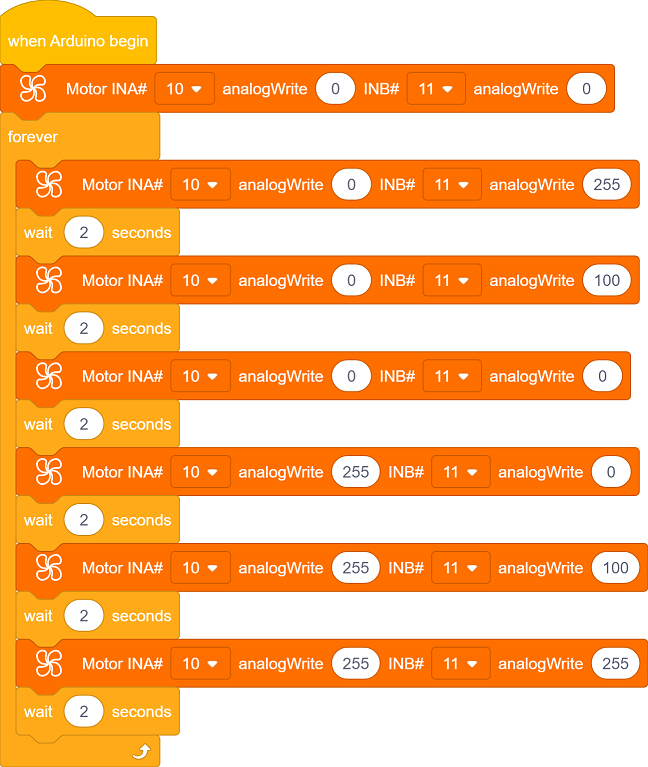 when Arduino begin
Motor INA# 10 analogWrite 0 INB# 11 analogWrite 0
forever
Motor INA# 10 analogWrite 0 INB# 11 analogWrite 255
wait 2 seconds
Motor INA# 10 analogWrite 0 INB# 11 analogWrite 100
wait 2 seconds
Motor INA# 10 analogWrite 0 INB# 11 analogWrite 0
wait 2 seconds
Motor INA# 10 analogWrite 255 INB# 11 analogWrite 0
wait 2 seconds
Motor INA# 10 analogWrite 255 INB# 11 analogWrite 100
wait 2 seconds
Motor INA# 10 analogWrite 255 INB# 11 analogWrite 255
wait 2 seconds